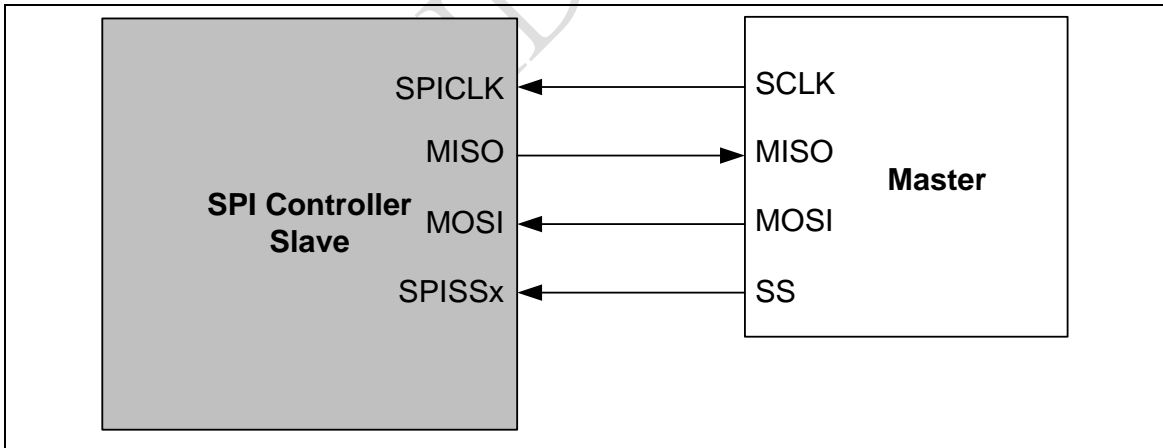 SPICLK
SCLK
MISO
MISO
SPI Controller
Slave
Master
MOSI
MOSI
SPISSx
SS